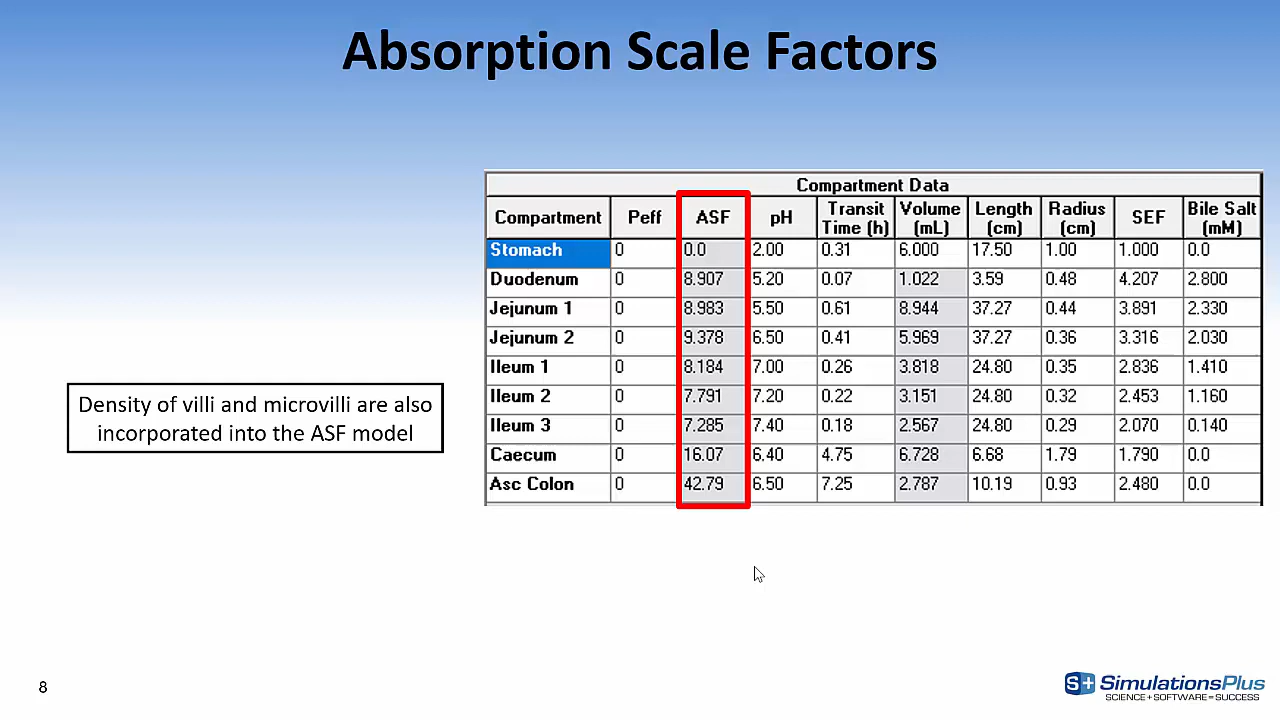 Absorption Scale Factors
Compartment Data
Compartment Peff ASF pH Transit Time (h) Volume (mL) Length (cm) Radius (cm) SEF Bile Salt (mM)
Stomach 0 0.0 2.00 0.31 6.000 17.50 1.00 1.000 0.0
Duodenum 0 8.907 5.20 0.07 1.022 3.59 0.48 4.207 2.800
Jejunum 1 0 8.983 5.50 0.61 8.944 37.27 0.44 3.891 2.330
Jejunum 2 0 9.378 6.50 0.41 5.969 37.27 0.36 3.316 2.030
Ileum 1 0 8.184 7.00 0.26 3.818 24.80 0.35 2.836 1.410
Ileum 2 0 7.791 7.20 0.22 3.151 24.80 0.32 2.453 1.160
Ileum 3 0 7.285 7.40 0.18 2.567 24.80 0.29 2.070 0.140
Caecum 0 16.07 6.40 4.75 6.728 6.68 1.79 1.790 0.0
Asc Colon 0 42.79 6.50 7.25 2.787 10.19 0.93 2.480 0.0
Density of villi and microvilli are also
incorporated into the ASF model
8
S+ SimulationsPlus
SCIENCE+SOFTWARE=SUCCESS